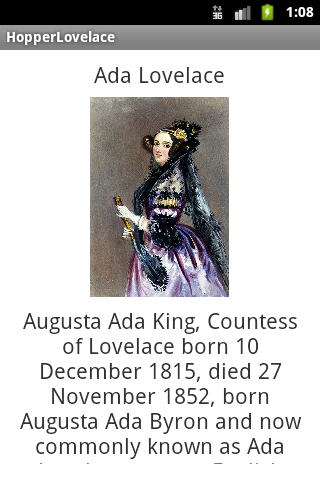 3G 1:08
HopperLovelace
Ada Lovelace
Augusta Ada King, Countess
of Lovelace born 10
December 1815, died 27
November 1852, born
Augusta Ada Byron and now
commonly known as Ada